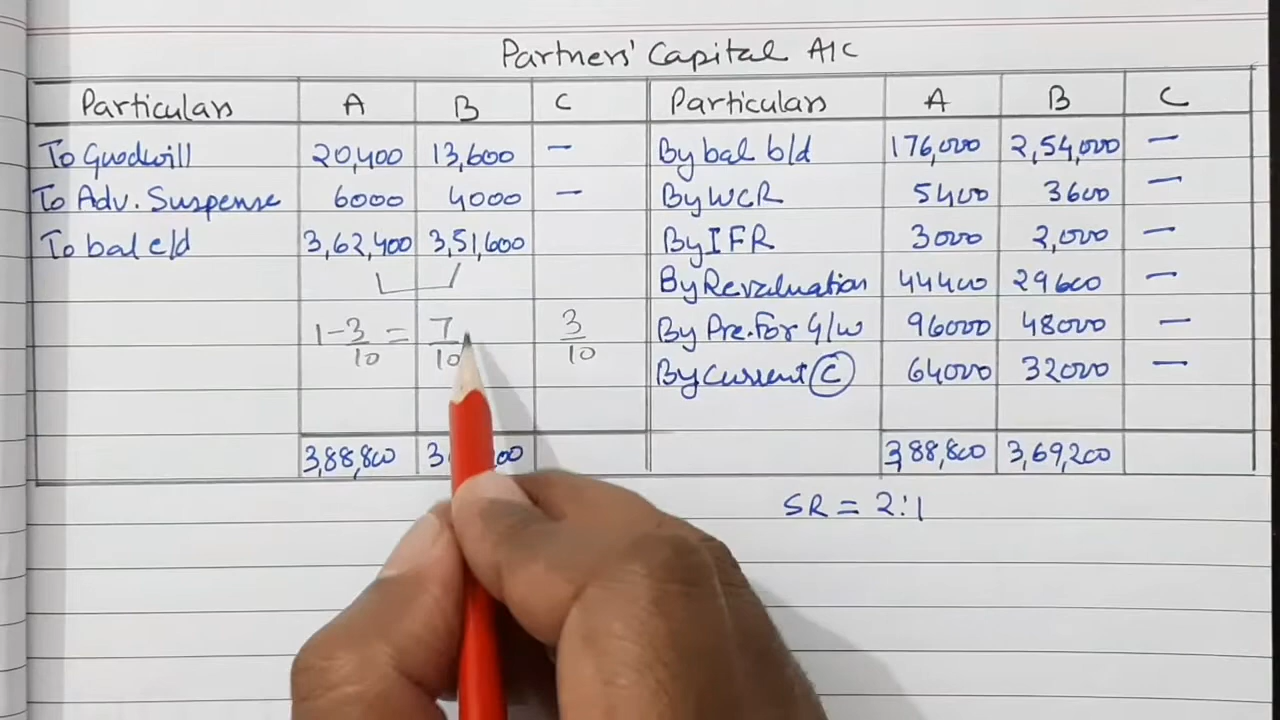 Partners' Capital A/C
Particulars A B C Particulars A B C
To Goodwill 20,400 13,600 — By bal b/d 176,000 2,54,000 —
To Adv. Suspense 6000 4000 — By WCR 5400 3600 —
To bal c/d 3,62,400 3,51,600 By IFR 3000 2,000 —
By Revaluation 44400 29600 —
1-3/10 = 7/10 3/10 By Pre. For G/w 96000 48000 —
By Current C 64000 32000 —
3,88,800 3,88,800 3,69,200
SR = 2:1